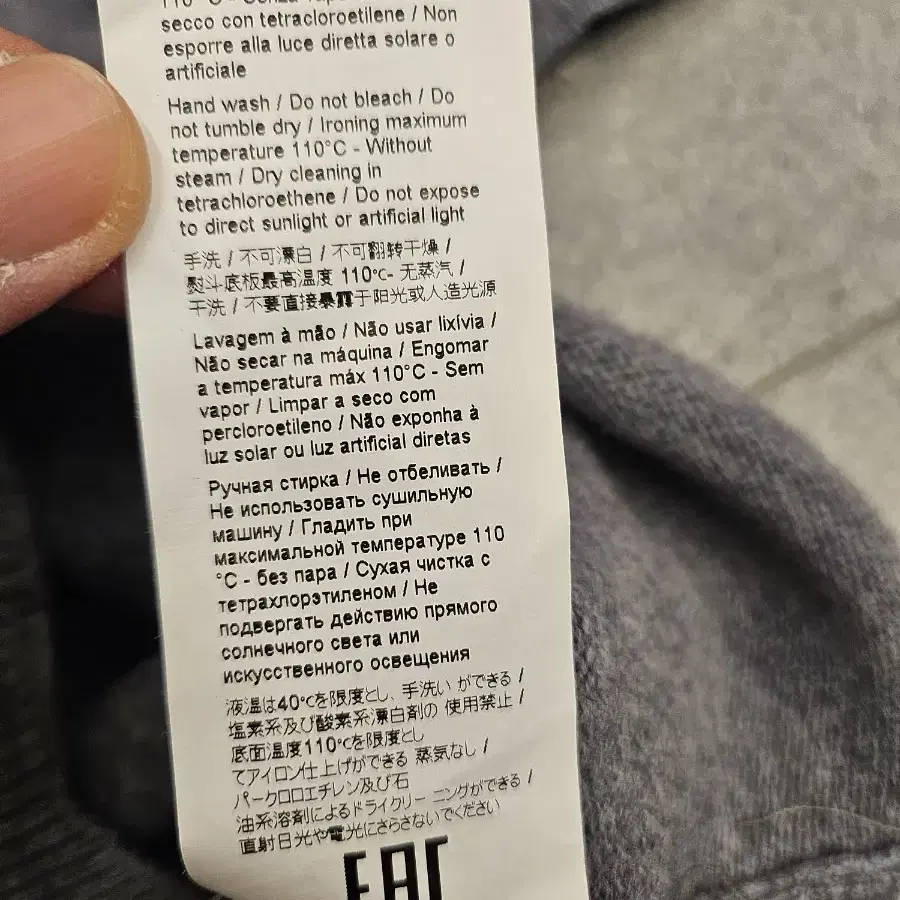 110°C - Senza
secco con tetracloroetilene / Non
esporre alla luce diretta solare o
artificiale
Hand wash / Do not bleach / Do
not tumble dry / Ironing maximum
temperature 110°C - Without
steam / Dry cleaning in
tetrachloroethene / Do not expose
to direct sunlight or artificial light
手洗 / 不可漂白 / 不可翻转干燥 /
熨斗底板最高温度 110℃- 无蒸汽 /
干洗 / 不要直接暴露于阳光或人造光源
Lavagem à mão / Não usar lixívia /
Não secar na máquina / Engomar
a temperatura máx 110°C - Sem
vapor / Limpar a seco com
percloroetileno / Não exponha à
luz solar ou luz artificial diretas
Ручная стирка / Не отбеливать /
Не использовать сушильную
машину / Гладить при
максимальной температуре 110
°C - без пара / Сухая чистка с
тетрахлорэтиленом / Не
подвергать действию прямого
солнечного света или
искусственного освещения
液温は40℃を限度とし、手洗い ができる /
塩素系及び酸素系漂白剤の 使用禁止 /
底面温度110℃を限度とし
てアイロン仕上げができる 蒸気なし /
パークロロエチレン及び石
油系溶剤によるドライクリー ニングができる /
直射日光や電光にさらさないでください
EAC